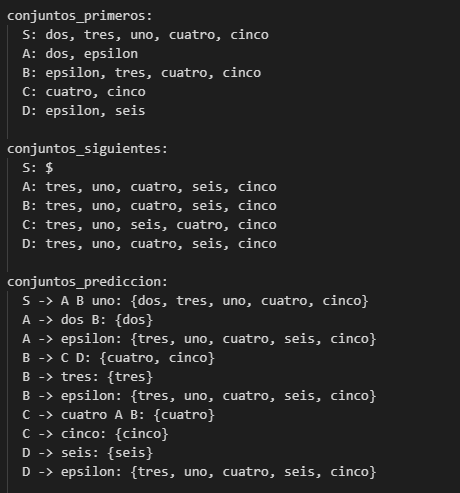 conjuntos_primeros:
S: dos, tres, uno, cuatro, cinco
A: dos, epsilon
B: epsilon, tres, cuatro, cinco
C: cuatro, cinco
D: epsilon, seis
conjuntos_siguientes:
S: $
A: tres, uno, cuatro, seis, cinco
B: tres, uno, cuatro, seis, cinco
C: tres, uno, seis, cuatro, cinco
D: tres, uno, cuatro, seis, cinco
conjuntos_prediccion:
S -> A B uno: {dos, tres, uno, cuatro, cinco}
A -> dos B: {dos}
A -> epsilon: {tres, uno, cuatro, seis, cinco}
B -> C D: {cuatro, cinco}
B -> tres: {tres}
B -> epsilon: {tres, uno, cuatro, seis, cinco}
C -> cuatro A B: {cuatro}
C -> cinco: {cinco}
D -> seis: {seis}
D -> epsilon: {tres, uno, cuatro, seis, cinco}